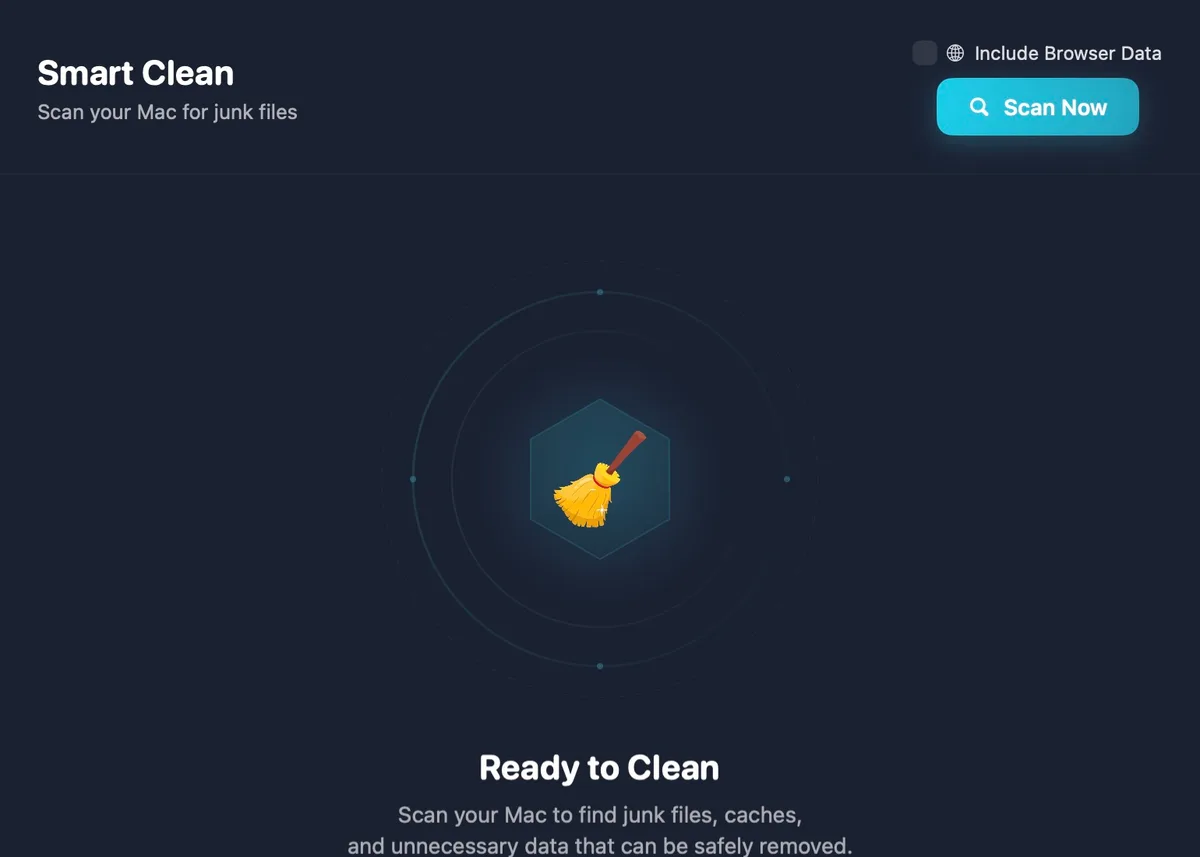 Smart Clean
Scan your Mac for junk files
Include Browser Data
Scan Now
Ready to Clean
Scan your Mac to find junk files, caches,
and unnecessary data that can be safely removed.